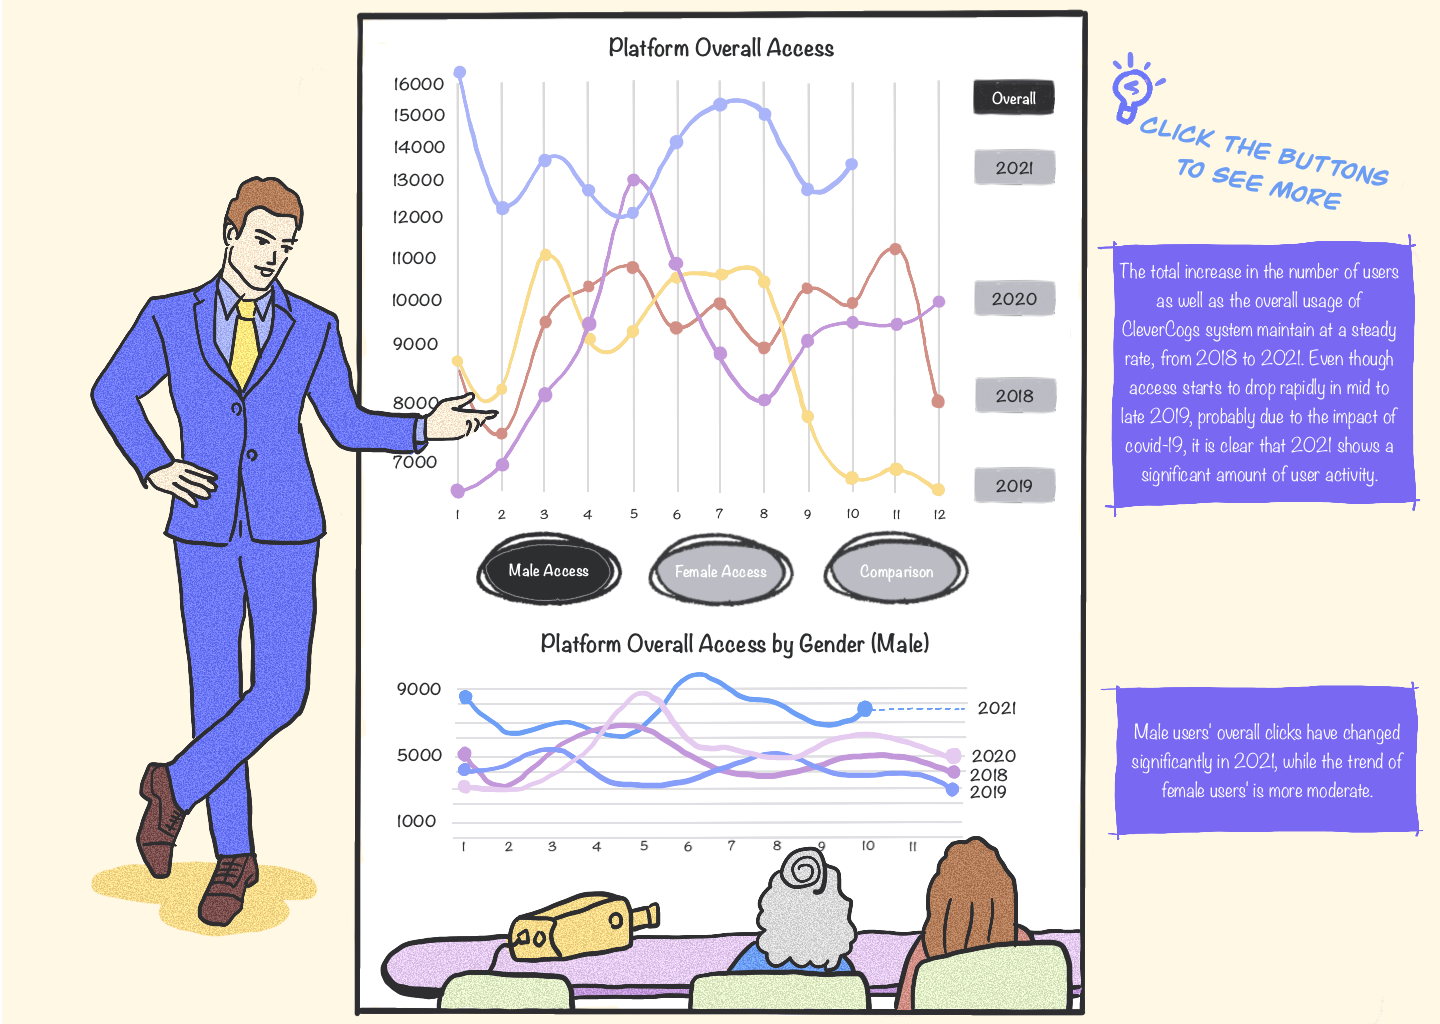 Platform Overall Access
16000
15000
14000
13000
12000
11000
10000
9000
8000
7000
1 2 3 4 5 6 7 8 9 10 11 12
Overall
2021
2020
2018
2019
CLICK THE BUTTONS
TO SEE MORE
The total increase in the number of users
as well as the overall usage of
CleverCogs system maintain at a steady
rate, from 2018 to 2021. Even though
access starts to drop rapidly in mid to
late 2019, probably due to the impact of
covid-19, it is clear that 2021 shows a
significant amount of user activity.
Male Access
Female Access
Comparison
Platform Overall Access by Gender (Male)
9000
5000
1000
1 2 3 4 5 6 7 8 9 10 11
2021
2020
2018
2019
Male users' overall clicks have changed
significantly in 2021, while the trend of
female users' is more moderate.